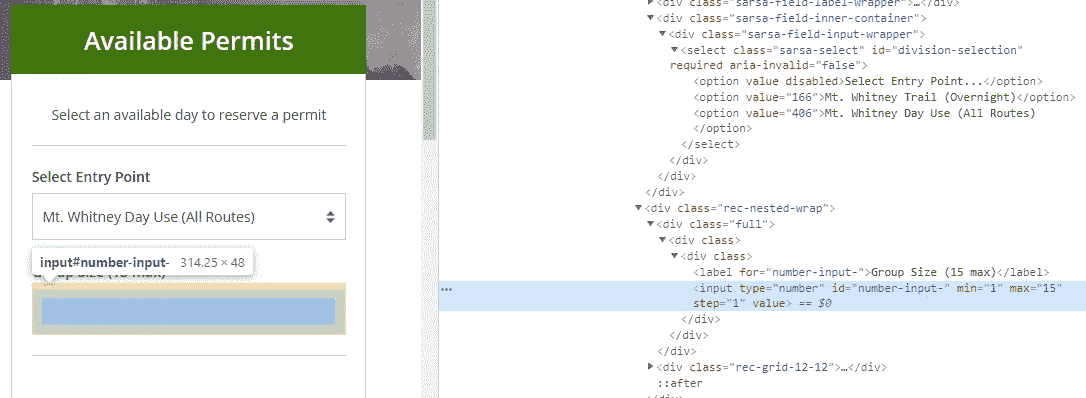 Available Permits
Select an available day to reserve a permit
Select Entry Point
Mt. Whitney Day Use (All Routes)
input#number-input- 314.25 × 48
<div class="sarsa-field-label-wrapper">…</div>
<div class="sarsa-field-inner-container">
<div class="sarsa-field-input-wrapper">
<select class="sarsa-select" id="division-selection"
required aria-invalid="false">
<option value disabled>Select Entry Point...</option>
<option value="166">Mt. Whitney Trail (Overnight)</option>
<option value="406">Mt. Whitney Day Use (All Routes)
</option>
</select>
</div>
</div>
</div>
<div class="rec-nested-wrap">
<div class="full">
<div class>
<div class>
<label for="number-input-">Group Size (15 max)</label>
<input type="number" id="number-input-" min="1" max="15"
step="1" value> == $0
</div>
</div>
</div>
<div class="rec-grid-12-12">…</div>
::after